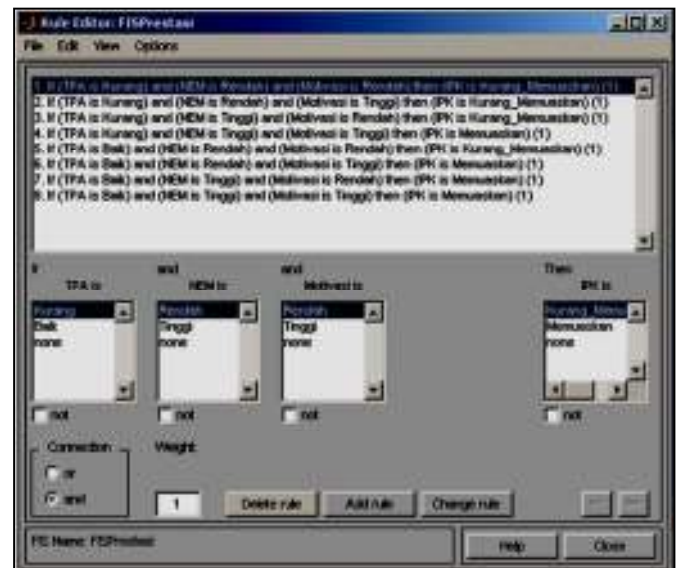 Rule Editor: FISPrestasi
File Edit View Options
1. If (TPA is Kurang) and (NEM is Rendah) and (Motivasi is Rendah) then (IPK is Kurang_Memuaskan) (1)
2. If (TPA is Kurang) and (NEM is Rendah) and (Motivasi is Tinggi) then (IPK is Kurang_Memuaskan) (1)
3. If (TPA is Kurang) and (NEM is Tinggi) and (Motivasi is Rendah) then (IPK is Kurang_Memuaskan) (1)
4. If (TPA is Kurang) and (NEM is Tinggi) and (Motivasi is Tinggi) then (IPK is Memuaskan) (1)
5. If (TPA is Baik) and (NEM is Rendah) and (Motivasi is Rendah) then (IPK is Kurang_Memuaskan) (1)
6. If (TPA is Baik) and (NEM is Rendah) and (Motivasi is Tinggi) then (IPK is Memuaskan) (1)
7. If (TPA is Baik) and (NEM is Tinggi) and (Motivasi is Rendah) then (IPK is Memuaskan) (1)
8. If (TPA is Baik) and (NEM is Tinggi) and (Motivasi is Tinggi) then (IPK is Memuaskan) (1)
If and and Then
TPA is NEM is Motivasi is IPK is
Kurang Rendah Rendah Kurang_Memu
Baik Tinggi Tinggi Memuaskan
none none none none
not not not not
Connection Weight:
or
and 1 Delete rule Add rule Change rule
FIS Name: FISPrestasi Help Close